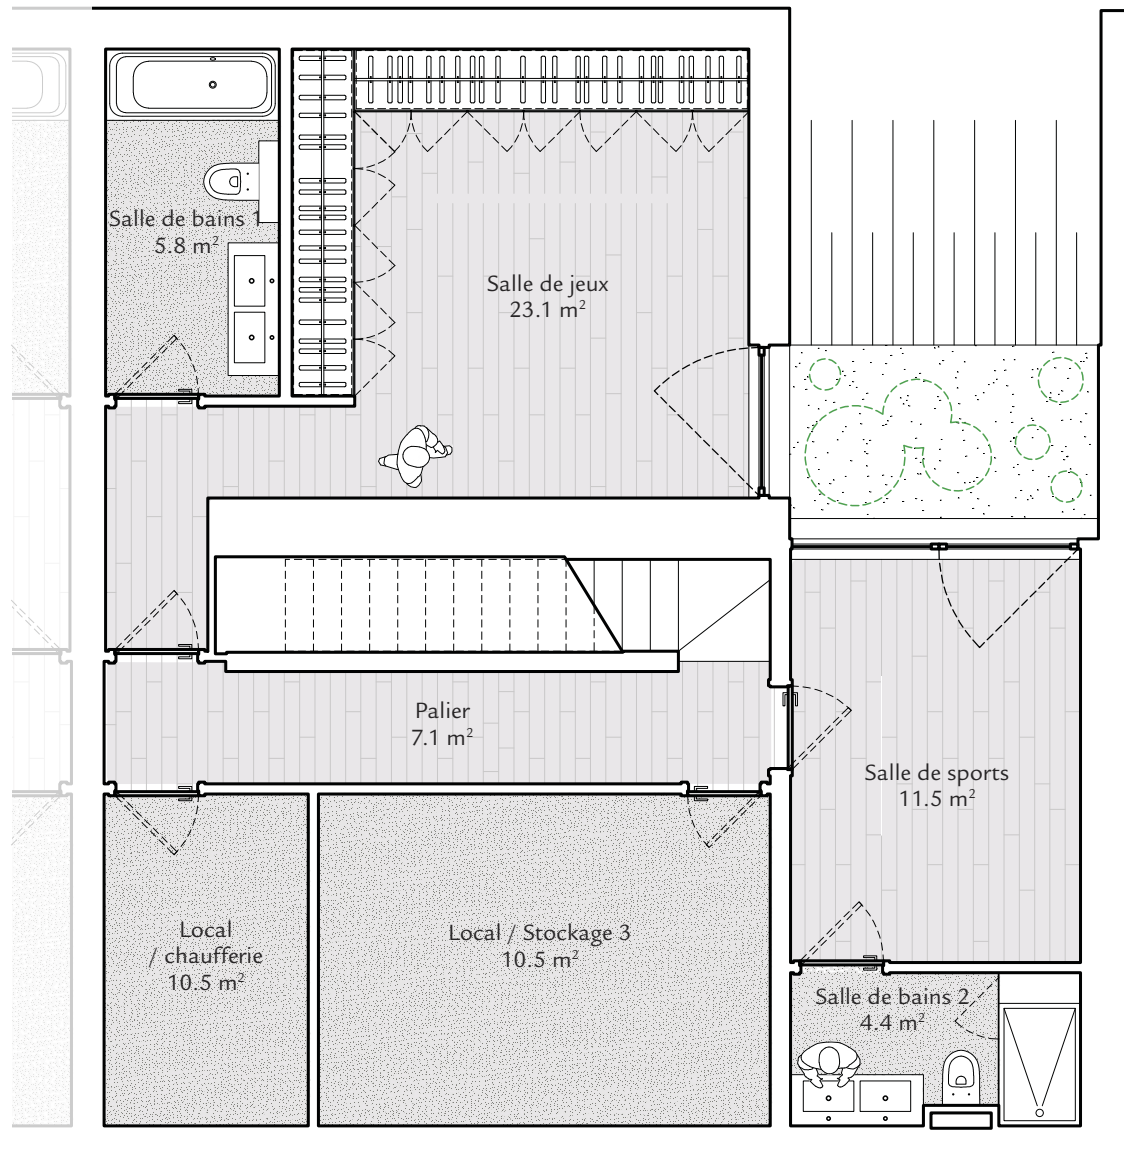 Salle de bains 1
5.8 m²
Salle de jeux
23.1 m²
Palier
7.1 m²
Salle de sports
11.5 m²
Local
/ chaufferie
10.5 m²
Local / Stockage 3
10.5 m²
Salle de bains 2
4.4 m²